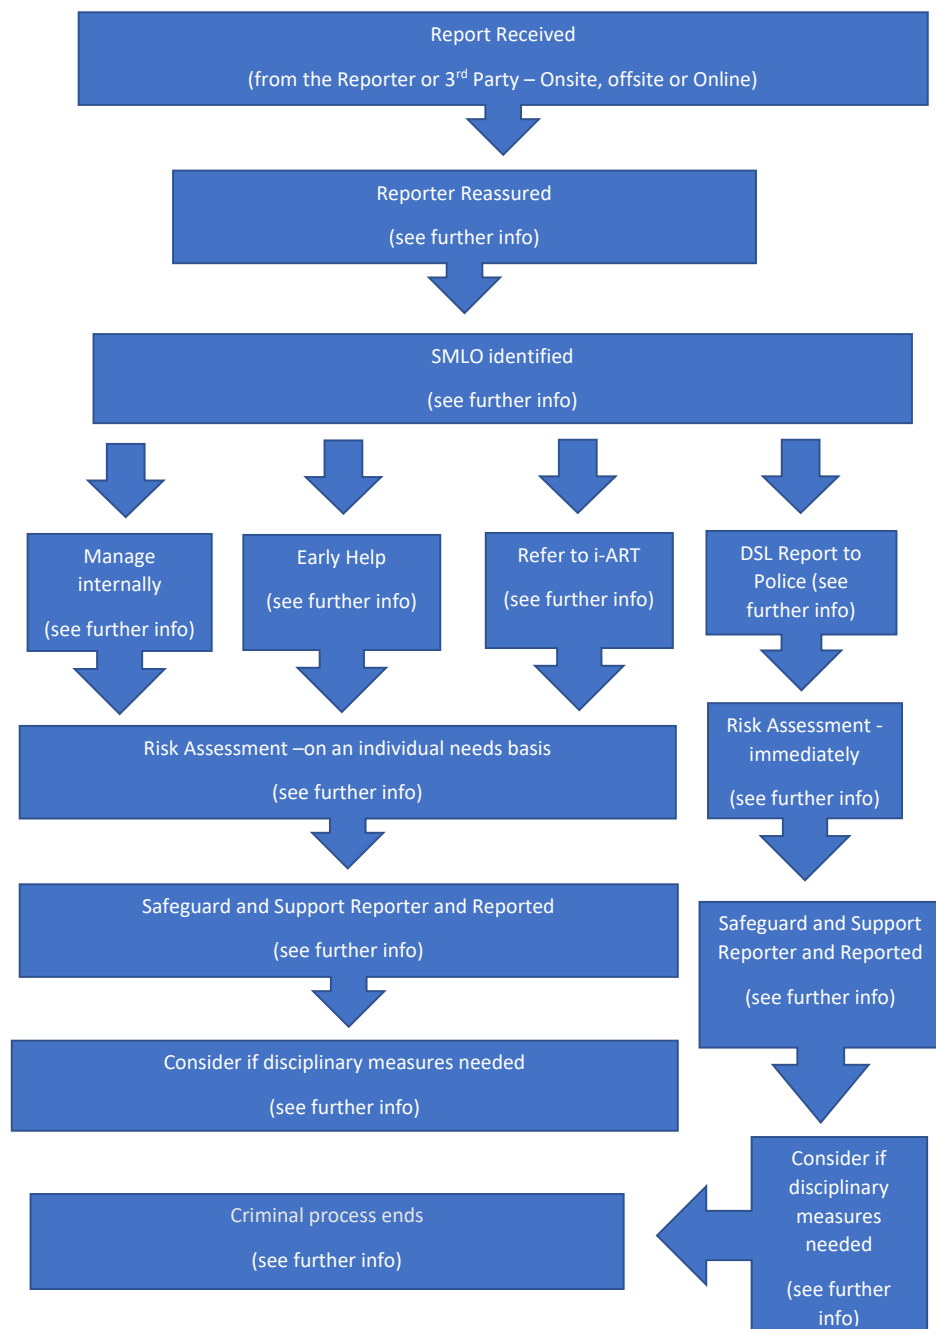 Report Received
(from the Reporter or 3rd Party – Onsite, offsite or Online)
Reporter Reassured
(see further info)
SMLO identified
(see further info)
Manage
internally
(see further info)
Early Help
(see further info)
Refer to i-ART
(see further info)
DSL Report to
Police (see
further info)
Risk Assessment –on an individual needs basis
(see further info)
Risk Assessment -
immediately
(see further info)
Safeguard and Support Reporter and Reported
(see further info)
Safeguard and Support
Reporter and Reported
(see further info)
Consider if disciplinary measures needed
(see further info)
Consider if
disciplinary
measures
needed
(see further
info)
Criminal process ends
(see further info)